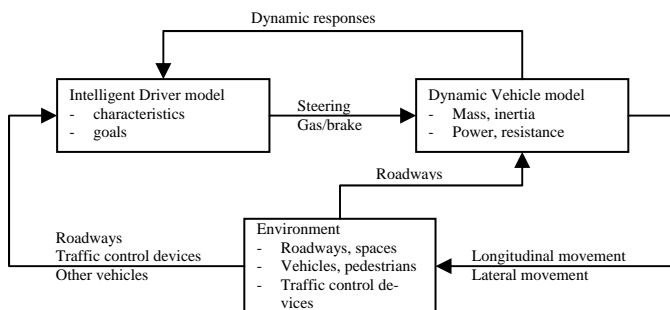 Dynamic responses
Intelligent Driver model
- characteristics
- goals
Steering
Gas/brake
Dynamic Vehicle model
- Mass, inertia
- Power, resistance
Roadways
Roadways
Traffic control devices
Other vehicles
Environment
- Roadways, spaces
- Vehicles, pedestrians
- Traffic control de-
vices
Longitudinal movement
Lateral movement